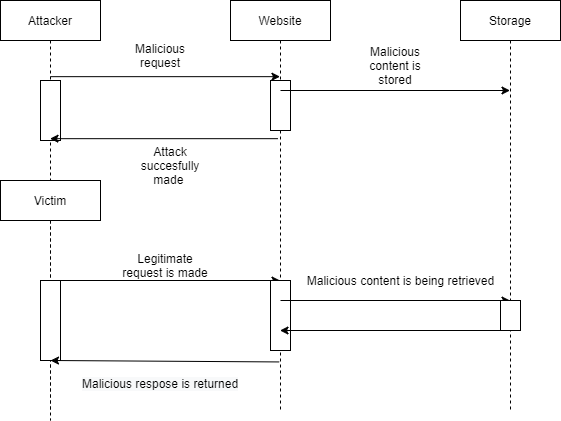 Attacker
Website
Storage
Malicious
request
Malicious
content is
stored
Attack
succesfully
made
Victim
Legitimate
request is made
Malicious content is being retrieved
Malicious respose is returned